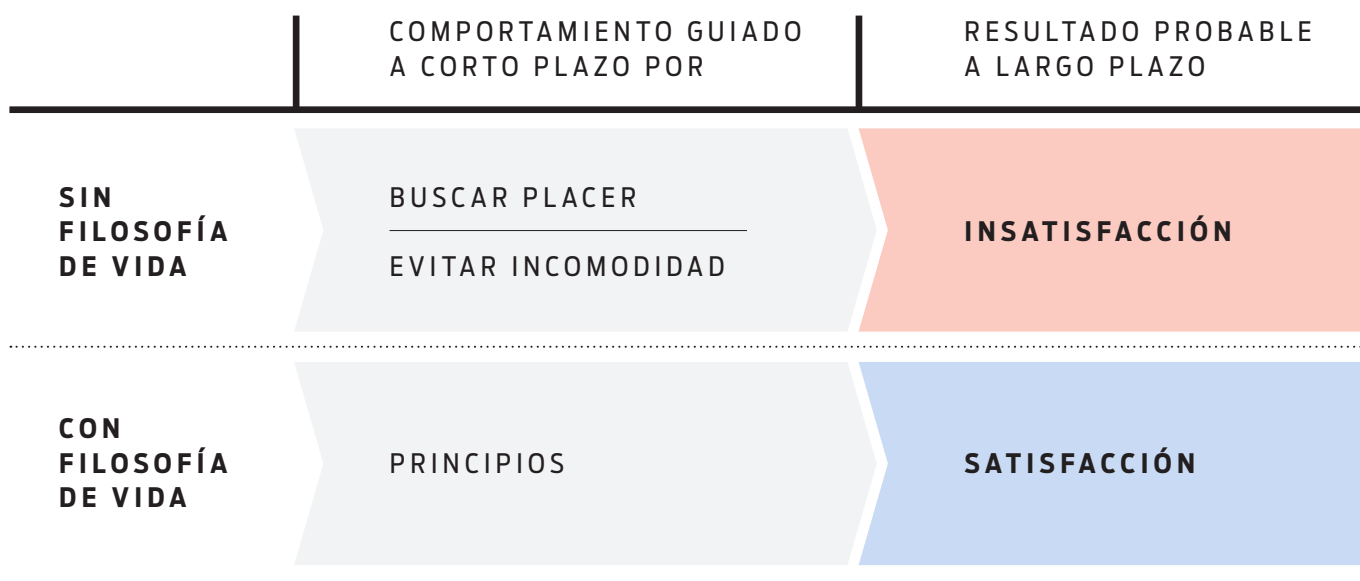 COMPORTAMIENTO GUIADO
A CORTO PLAZO POR
RESULTADO PROBABLE
A LARGO PLAZO
SIN
FILOSOFÍA
DE VIDA
BUSCAR PLACER
EVITAR INCOMODIDAD
INSATISFACCIÓN
CON
FILOSOFÍA
DE VIDA
PRINCIPIOS
SATISFACCIÓN